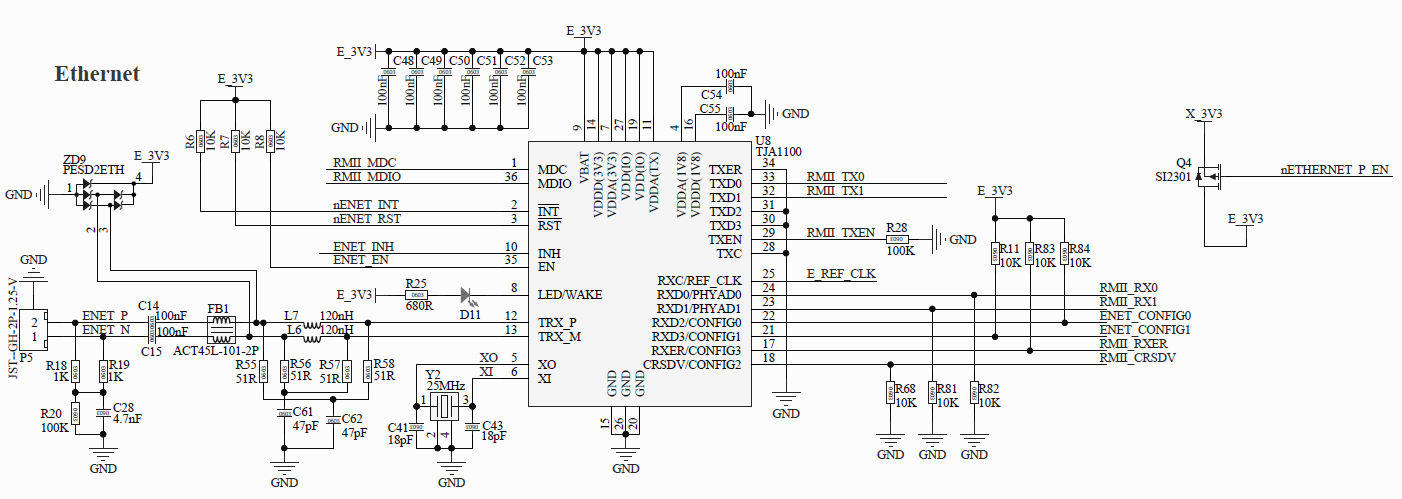 Ethernet
E_3V3
E_3V3
C48 C49 C50 C51 C52 C53
0603 0603 0603 0603 0603 0603
100nF 100nF 100nF 100nF 100nF 100nF
GND
100nF
C54
C55
100nF
GND
E_3V3
R6 R7 R8
0603 0603 0603
10K 10K 10K
ZD9
PESD2ETH
E_3V3
GND
1 4
2 3
9 14 7 27 19 11 4 16
U8
TJA1100
VBAT VDDD(3V3) VDDA(3V3) VDD(IO) VDD(IO) VDDA(TX) VDDA(1V8) VDDD(1V8)
RMII_MDC 1 MDC
RMII_MDIO 36 MDIO
nENET_INT 2 INT
nENET_RST 3 RST
ENET_INH 10 INH
ENET_EN 35 EN
E_3V3 R25 0603 680R D11 8 LED/WAKE
12 TRX_P
13 TRX_M
XO 5 XO
XI 6 XI
TXER 34
TXD0 33 RMII_TX0
TXD1 32 RMII_TX1
TXD2 31
TXD3 30
TXEN 29 RMII_TXEN R28 100K GND
TXC 28
RXC/REF_CLK 25 E_REF_CLK
RXD0/PHYAD0 24 RMII_RX0
RXD1/PHYAD1 23 RMII_RX1
RXD2/CONFIG0 22 ENET_CONFIG0
RXD3/CONFIG1 21 ENET_CONFIG1
RXER/CONFIG3 17 RMII_RXER
CRSDV/CONFIG2 18 RMII_CRSDV
GND GND GND
15 26 20
GND
GND
GND
JST-GH-2P-1.25-V
P5
2 ENET_P
1 ENET_N
C14
100nF
100nF
C15
FB1
ACT45L-101-2P
L7 120nH
L6 120nH
R18
1K
R19
1K
R20
100K
C28
4.7nF
GND
R55
51R
R56
51R
R57
51R
R58
51R
C61
47pF
C62
47pF
GND
Y2
25MHz
1 3
2 4
C41
18pF
C43
18pF
GND
E_3V3
R11
10K
R83
10K
R84
10K
R68
10K
R81
10K
R82
10K
GND GND GND
X_3V3
Q4
SI2301
nETHERNET_P_EN
E_3V3